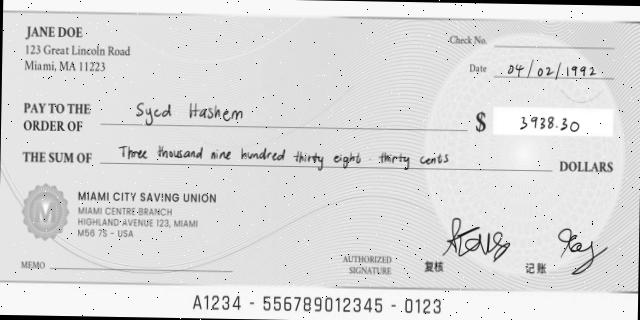 JANE DOE
123 Great Lincoln Road
Miami, MA 11223
Check No.
Date 04/02/1992
PAY TO THE ORDER OF Syed Hashem
$ 3938.30
THE SUM OF Three thousand nine hundred thirty eight thirty cents DOLLARS
M
MIAMI CITY SAVING UNION
MIAMI CENTRE BRANCH
HIGHLAND AVENUE 123, MIAMI
M56 7S - USA
MEMO
AUTHORIZED SIGNATURE
复核
记账
A1234 - 556789012345 - 0123